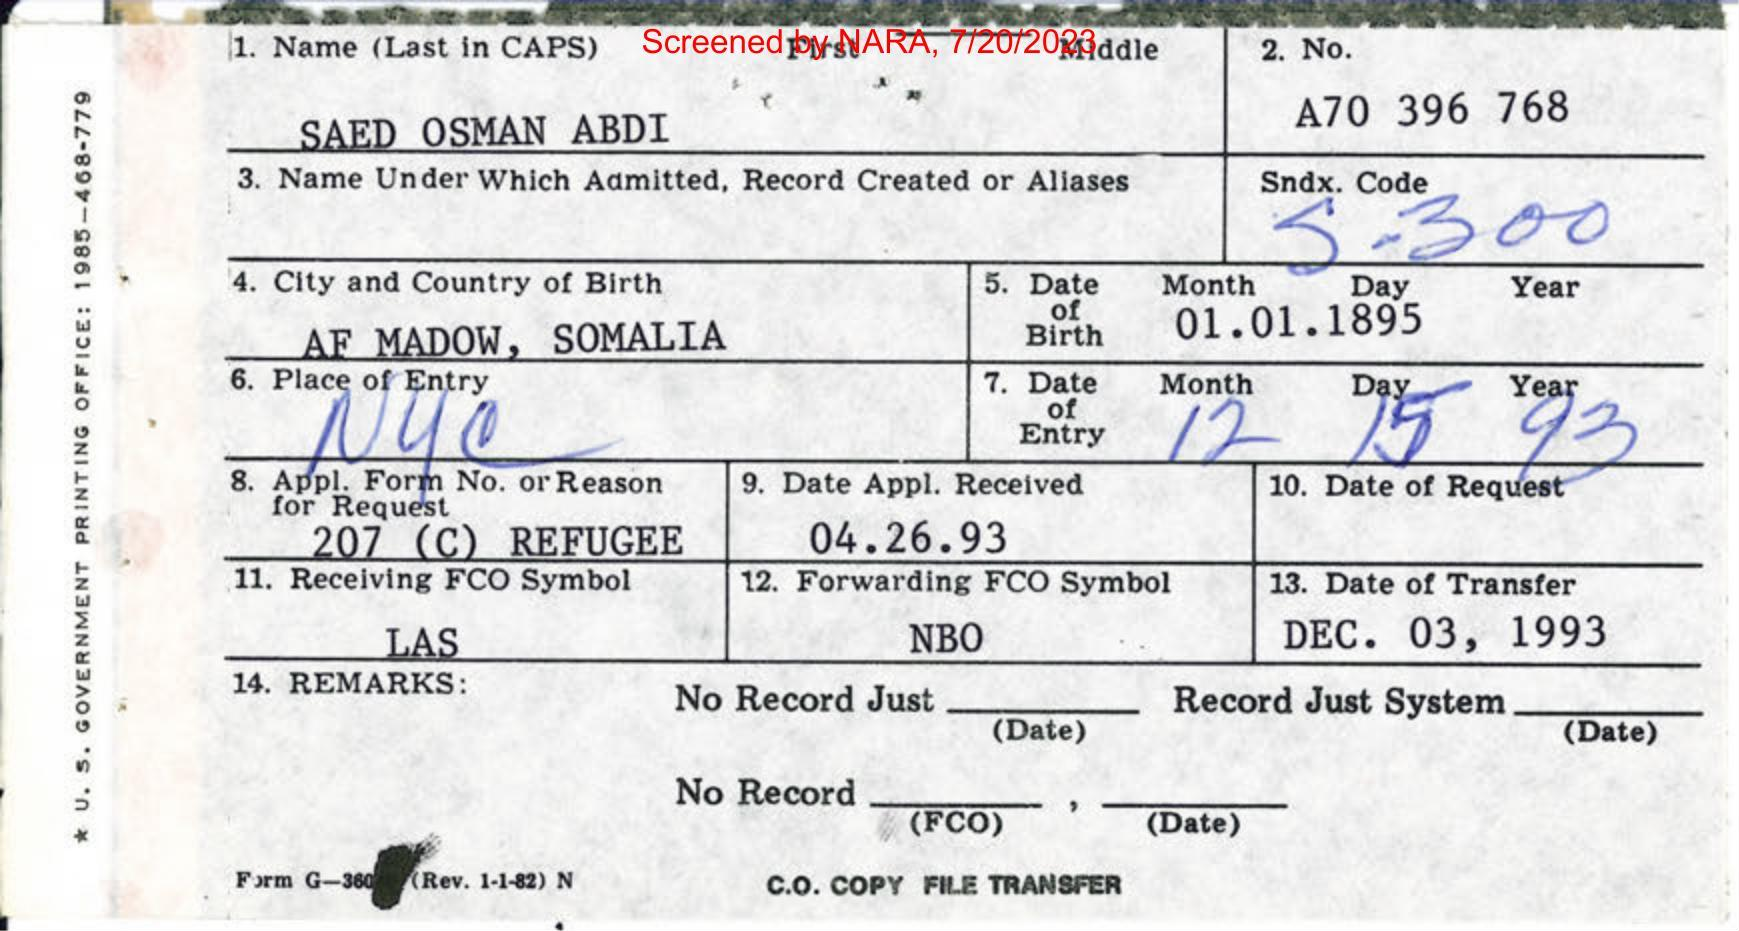 Screened by NARA, 7/20/2023
1. Name (Last in CAPS) First Middle
SAED OSMAN ABDI
2. No.
A70 396 768
3. Name Under Which Admitted, Record Created or Aliases
Sndx. Code
S-300
4. City and Country of Birth
AF MADOW, SOMALIA
5. Date of Birth Month Day Year
01.01.1895
6. Place of Entry
NYC
7. Date of Entry Month Day Year
12 15 93
8. Appl. Form No. or Reason
for Request
207 (C) REFUGEE
9. Date Appl. Received
04.26.93
10. Date of Request
11. Receiving FCO Symbol
LAS
12. Forwarding FCO Symbol
NBO
13. Date of Transfer
DEC. 03, 1993
14. REMARKS:
No Record Just ________ Record Just System ________
(Date) (Date)
No Record ________ , ________
(FCO) (Date)
Form G-360 (Rev. 1-1-82) N
C.O. COPY FILE TRANSFER
★ U. S. GOVERNMENT PRINTING OFFICE: 1985-468-779